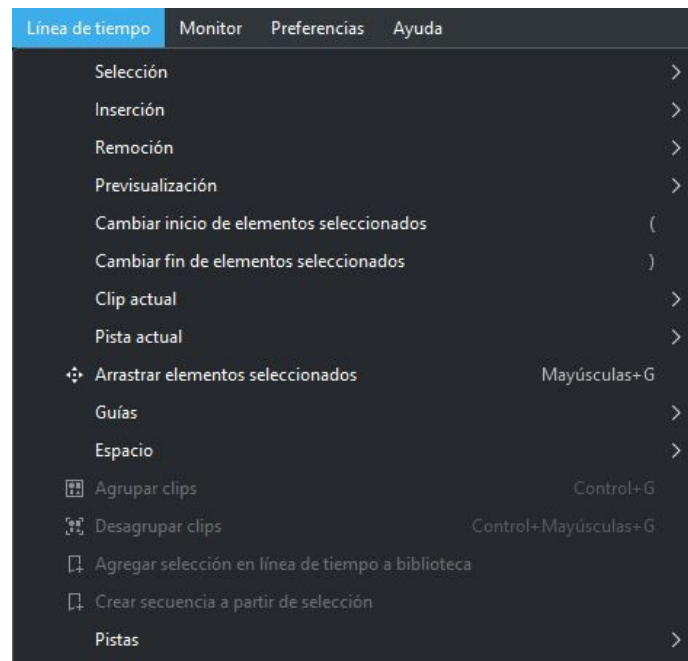 Línea de tiempo Monitor Preferencias Ayuda
Selección
Inserción
Remoción
Previsualización
Cambiar inicio de elementos seleccionados (
Cambiar fin de elementos seleccionados )
Clip actual
Pista actual
Arrastrar elementos seleccionados Mayúsculas+G
Guías
Espacio
Agrupar clips Control+G
Desagrupar clips Control+Mayúsculas+G
Agregar selección en línea de tiempo a biblioteca
Crear secuencia a partir de selección
Pistas